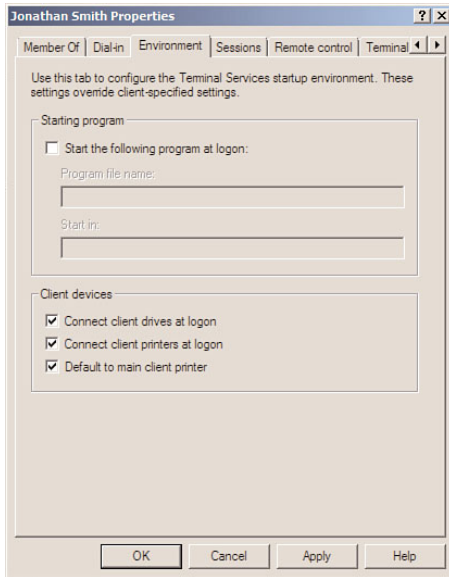 Jonathan Smith Properties
Member Of Dial-in Environment Sessions Remote control Terminal
Use this tab to configure the Terminal Services startup environment. These
settings override client-specified settings.
Starting program
Start the following program at logon:
Program file name:
Start in:
Client devices
Connect client drives at logon
Connect client printers at logon
Default to main client printer
OK Cancel Apply Help